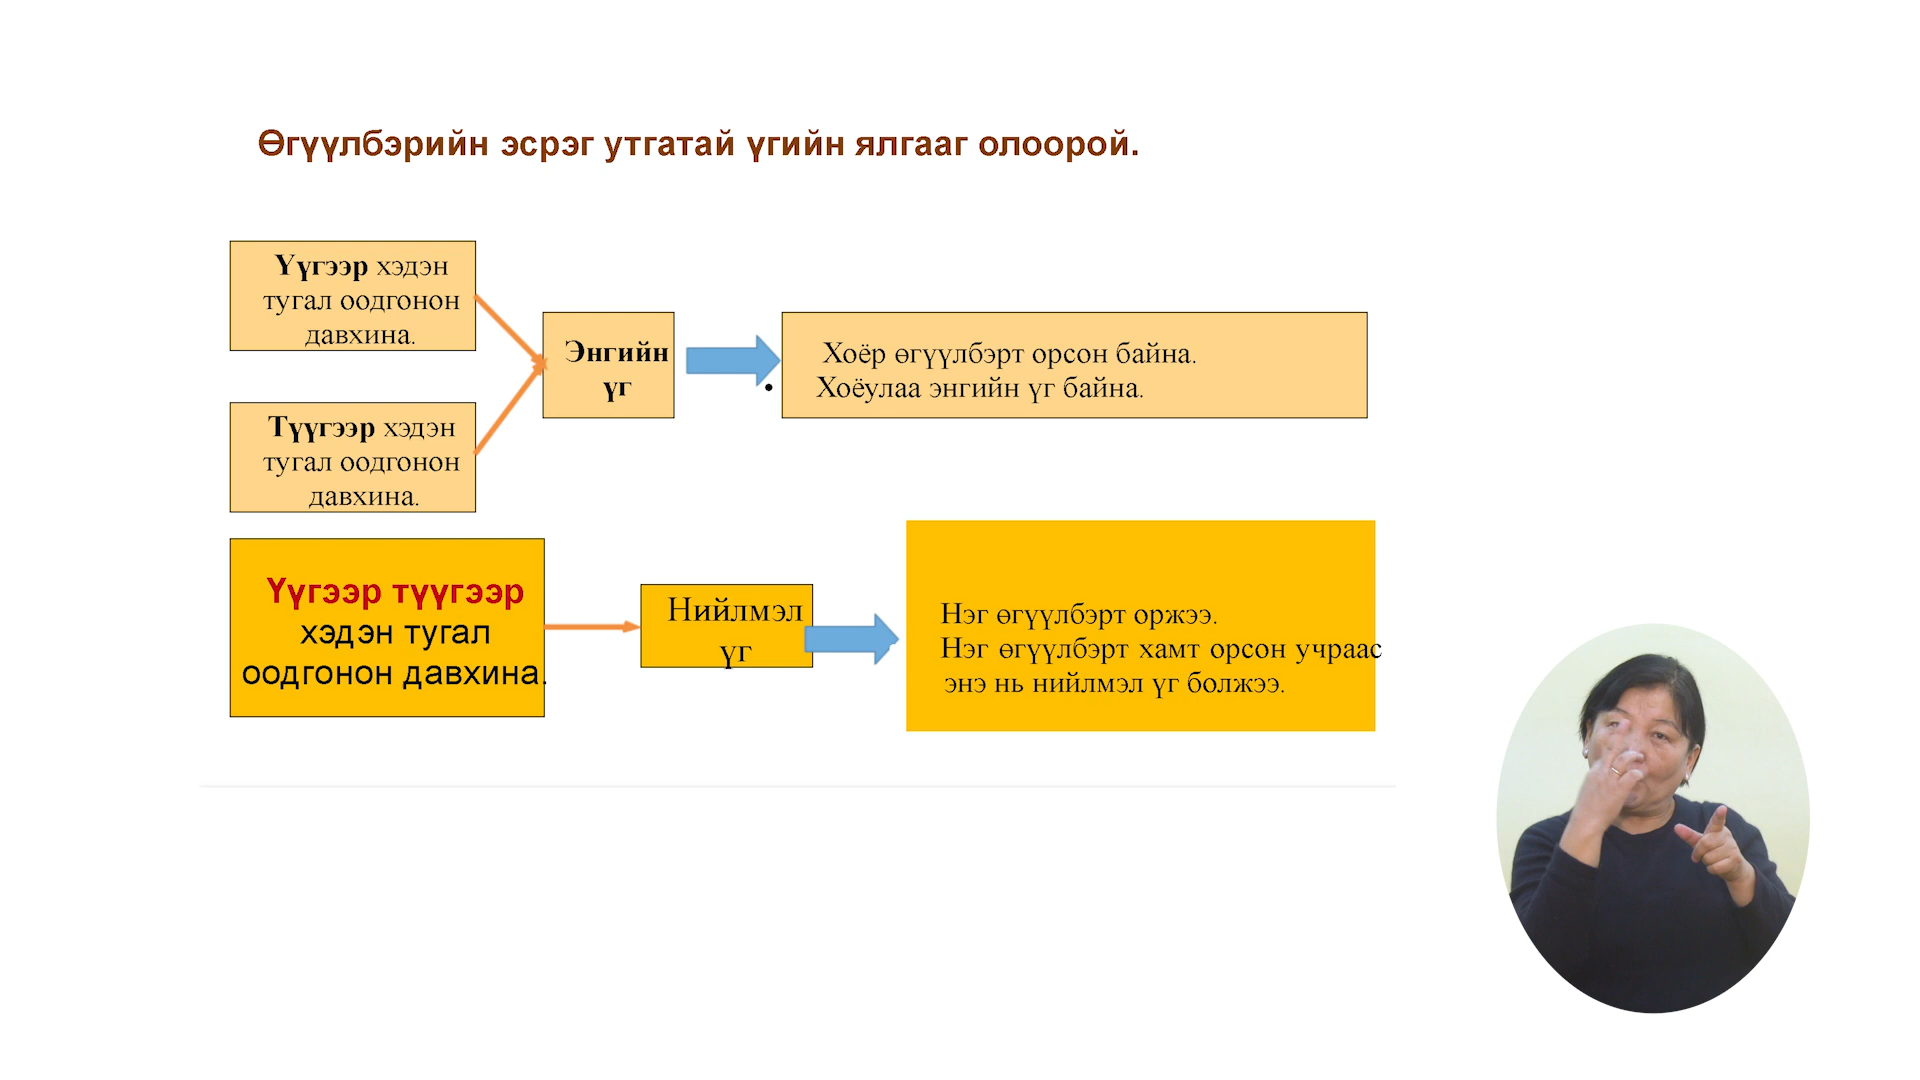 Өгүүлбэрийн эсрэг утгатай үгийн ялгааг олоорой.
Үүгээр хэдэн
тугал оодгонон
давхина.
Түүгээр хэдэн
тугал оодгонон
давхина.
Энгийн
үг
Хоёр өгүүлбэрт орсон байна.
• Хоёулаа энгийн үг байна.
Үүгээр түүгээр
хэдэн тугал
оодгонон давхина.
Нийлмэл
үг
Нэг өгүүлбэрт оржээ.
Нэг өгүүлбэрт хамт орсон учраас
энэ нь нийлмэл үг болжээ.